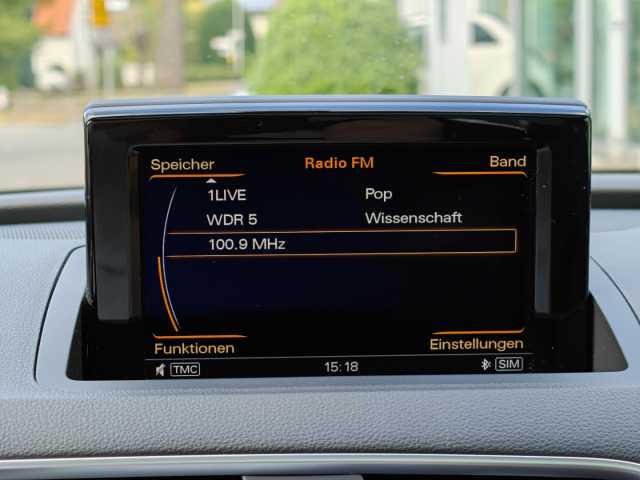 Speicher Radio FM Band
1LIVE Pop
WDR 5 Wissenschaft
100.9 MHz
Funktionen Einstellungen
TMC 15:18 SIM